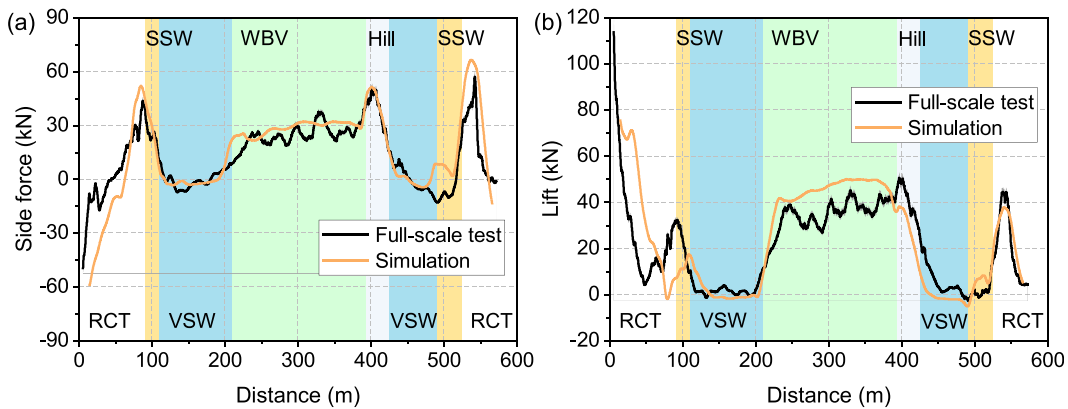 (a)
90
60
30
0
-30
-60
-90
Side force (kN)
SSW
WBV
Hill
SSW
Full-scale test
Simulation
RCT
VSW
VSW
RCT
0
100
200
300
400
500
600
Distance (m)
(b)
120
100
80
60
40
20
0
-20
Lift (kN)
SSW
WBV
Hill
SSW
Full-scale test
Simulation
RCT
VSW
VSW
RCT
0
100
200
300
400
500
600
Distance (m)